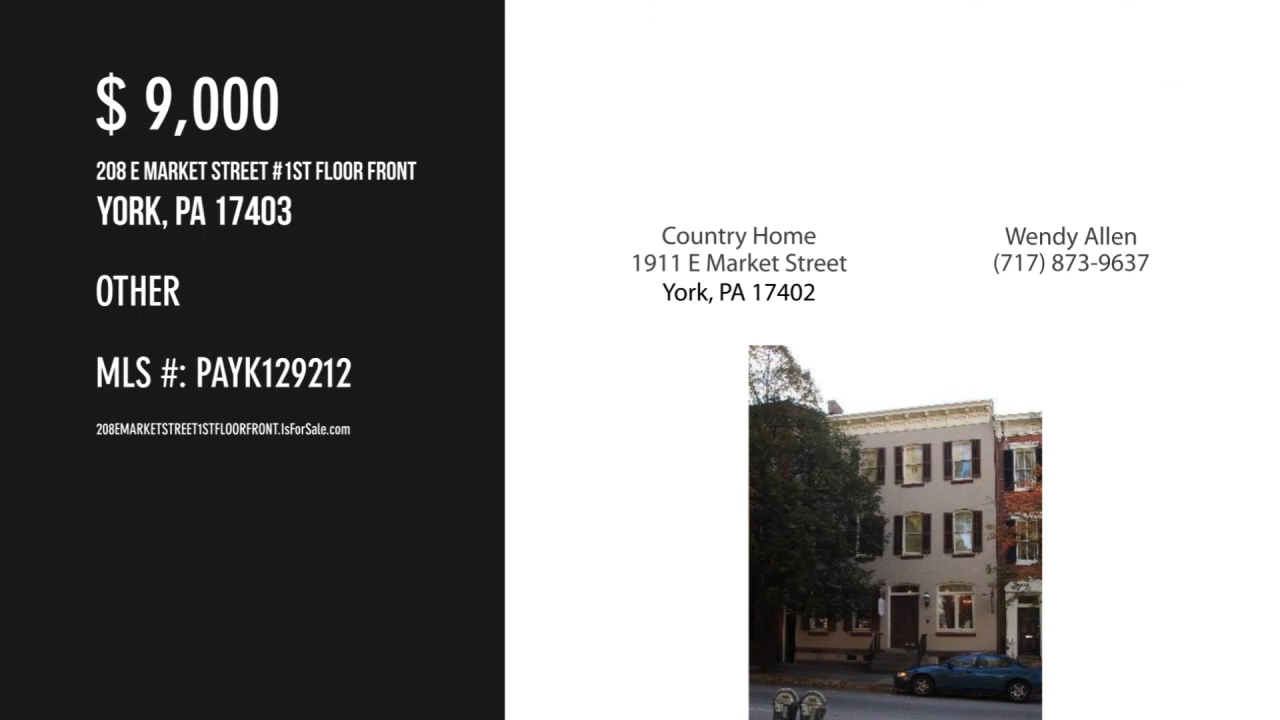 $ 9,000
208 E MARKET STREET #1ST FLOOR FRONT
YORK, PA 17403
OTHER
MLS #: PAYK129212
208EMARKETSTREET1STFLOORFRONT.IsForSale.com
Country Home
1911 E Market Street
York, PA 17402
Wendy Allen
(717) 873-9637